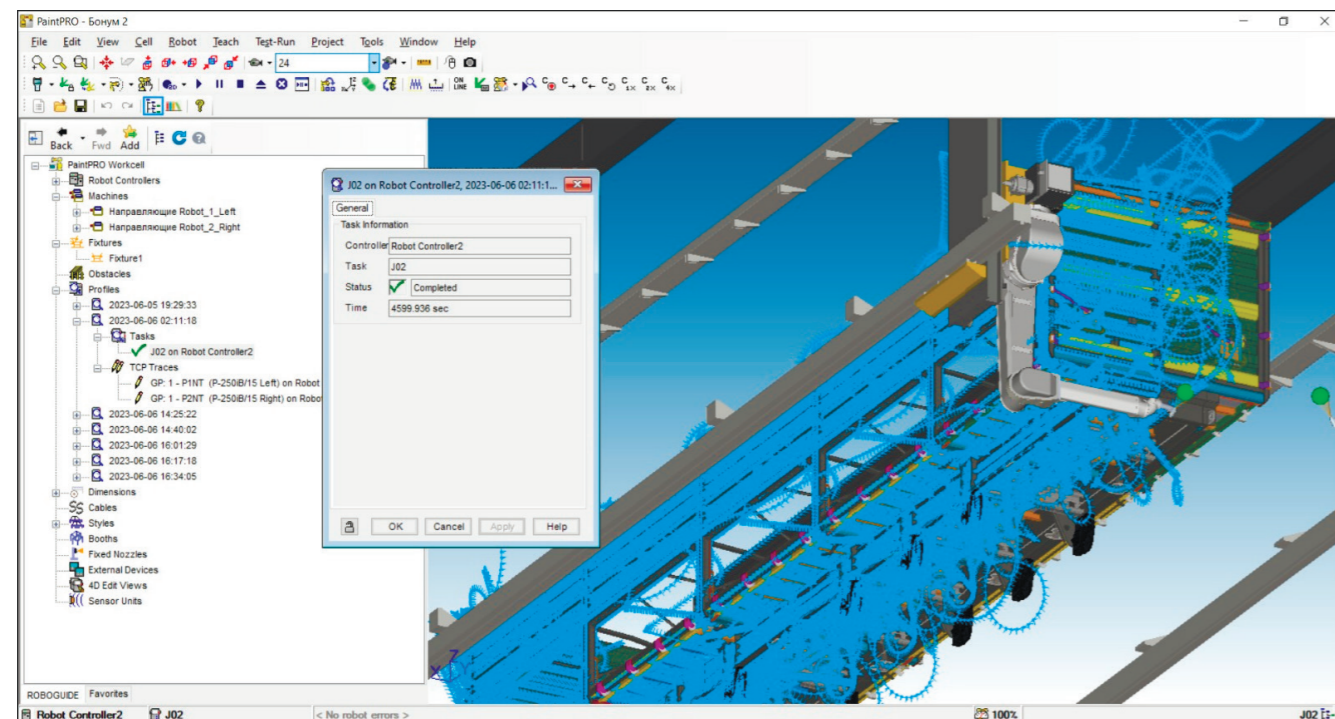 PaintPRO - Бонум 2
File Edit View Cell Robot Teach Test-Run Project Tools Window Help
24
ON LINE
Back Fwd Add
PaintPRO Workcell
Robot Controllers
Machines
Направляющие Robot_1_Left
Направляющие Robot_2_Right
Fixtures
Fixture1
Obstacles
Profiles
2023-06-05 19:29:33
2023-06-06 02:11:18
Tasks
J02 on Robot Controller2
TCP Traces
GP: 1 - P1NT (P-250iB/15 Left) on Robot
GP: 1 - P2NT (P-250iB/15 Right) on Robo
2023-06-06 14:25:22
2023-06-06 14:40:02
2023-06-06 16:01:29
2023-06-06 16:17:18
2023-06-06 16:34:05
Dimensions
Cables
Styles
Booths
Fixed Nozzles
External Devices
4D Edit Views
Sensor Units
ROBOGUIDE Favorites
J02 on Robot Controller2, 2023-06-06 02:11:1...
General
Task Information
Controller Robot Controller2
Task J02
Status Completed
Time 4599.936 sec
OK Cancel Apply Help
Z
X
Robot Controller2 J02 < No robot errors > 100% J02